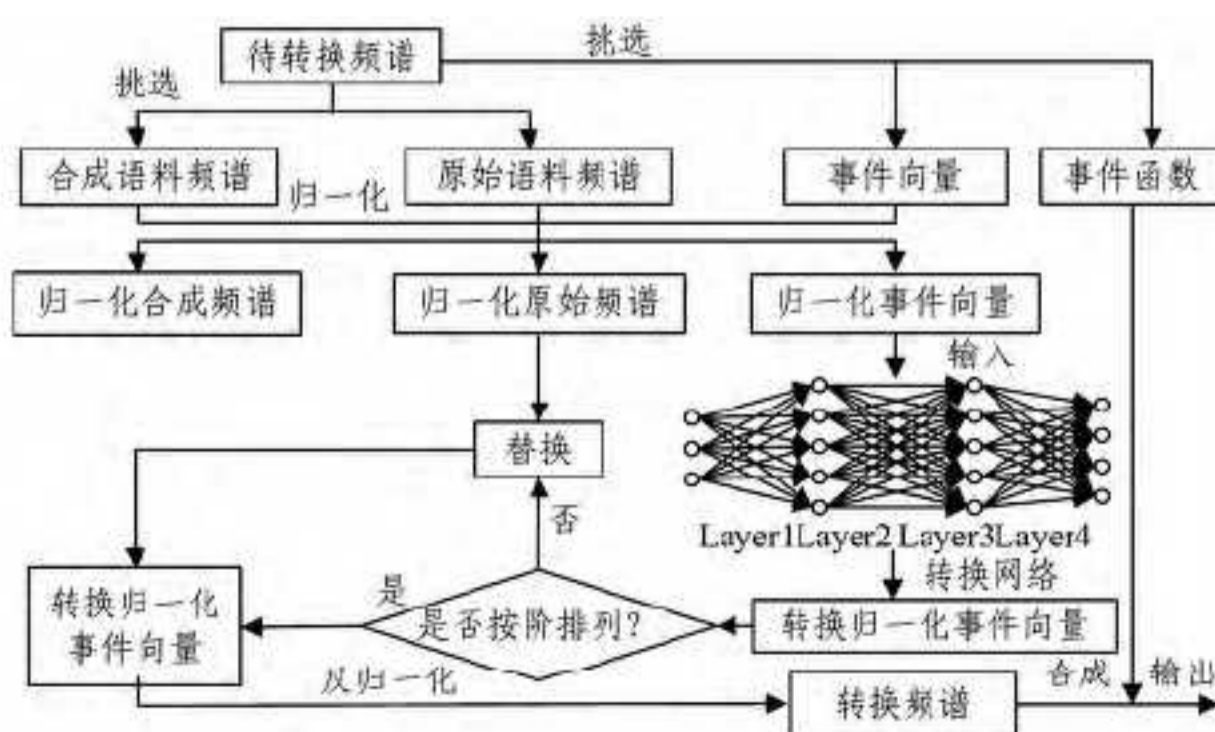 待转换频谱
挑选
挑选
合成语料频谱
原始语料频谱
事件向量
事件函数
归一化
归一化合成频谱
归一化原始频谱
归一化事件向量
输入
替换
否
Layer1Layer2 Layer3Layer4
转换网络
转换归一化
事件向量
是
是否按阶排列?
转换归一化事件向量
反归一化
合成
输出
转换频谱